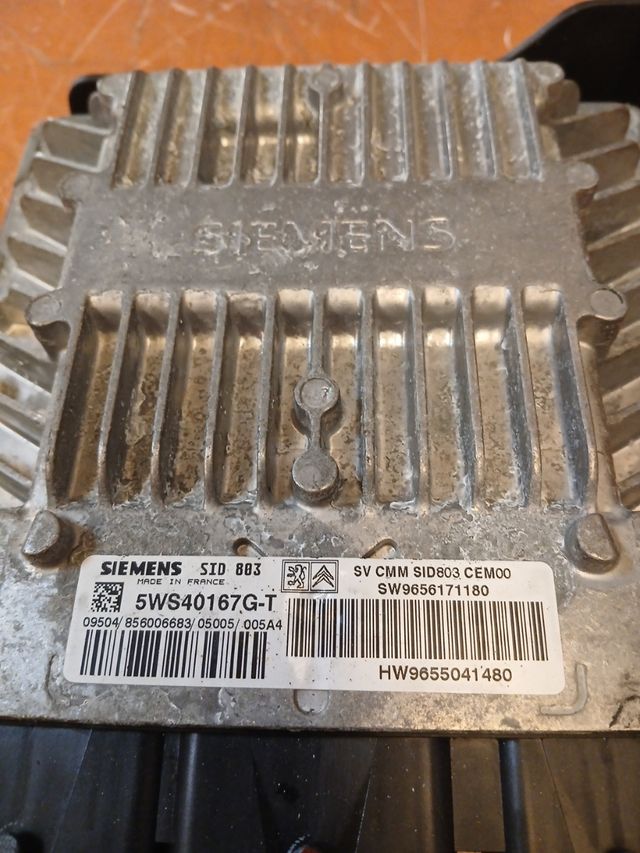 SIEMENS
SIEMENS SID 803
MADE IN FRANCE
5WS40167G-T
09504/856006683/05005/005A4
SV CMM SID803 CEM00
SW9656171180
HW9655041480